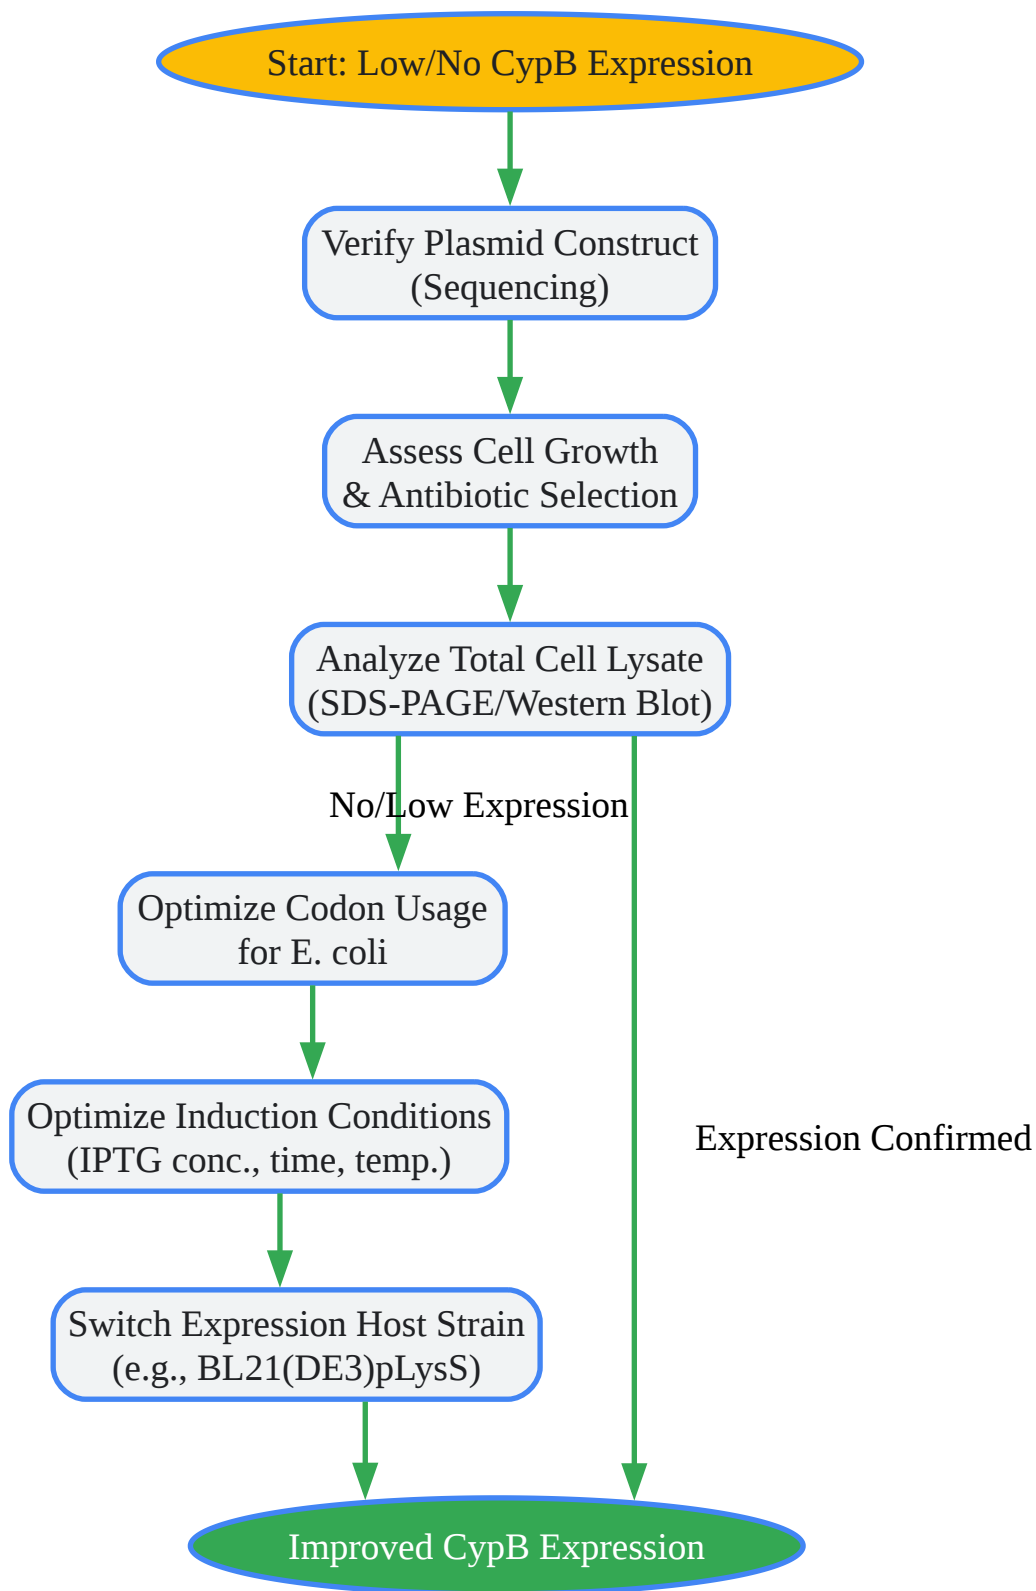 Start: Low/No CypB Expression
Verify Plasmid Construct
(Sequencing)
Assess Cell Growth
& Antibiotic Selection
Analyze Total Cell Lysate
(SDS-PAGE/Western Blot)
No/Low Expression
Optimize Codon Usage
for E. coli
Optimize Induction Conditions
(IPTG conc., time, temp.)
Expression Confirmed
Switch Expression Host Strain
(e.g., BL21(DE3)pLysS)
Improved CypB Expression